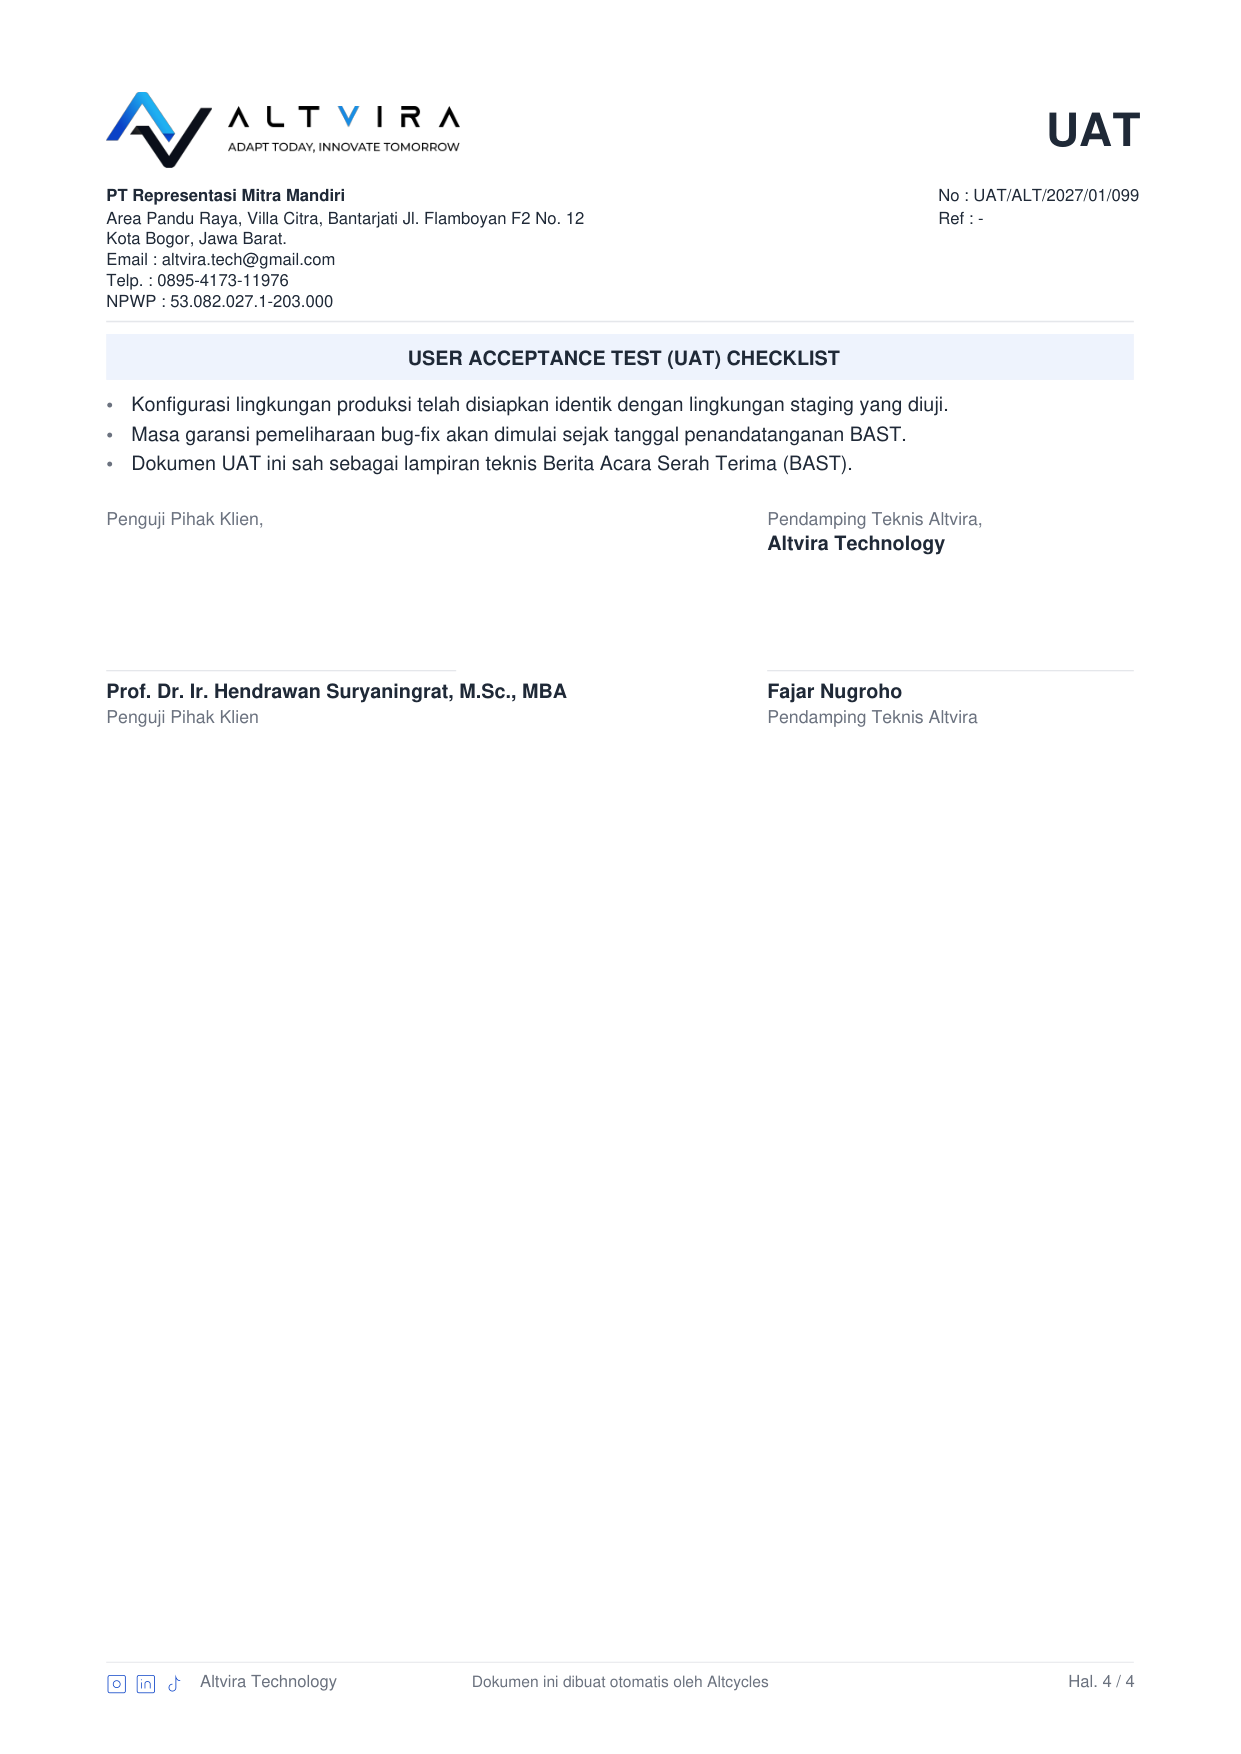 ALTVIRA
ADAPT TODAY, INNOVATE TOMORROW
UAT
PT Representasi Mitra Mandiri
Area Pandu Raya, Villa Citra, Bantarjati Jl. Flamboyan F2 No. 12
Kota Bogor, Jawa Barat.
Email : altvira.tech@gmail.com
Telp. : 0895-4173-11976
NPWP : 53.082.027.1-203.000
No : UAT/ALT/2027/01/099
Ref : -
USER ACCEPTANCE TEST (UAT) CHECKLIST
• Konfigurasi lingkungan produksi telah disiapkan identik dengan lingkungan staging yang diuji.
• Masa garansi pemeliharaan bug-fix akan dimulai sejak tanggal penandatanganan BAST.
• Dokumen UAT ini sah sebagai lampiran teknis Berita Acara Serah Terima (BAST).
Penguji Pihak Klien,
Pendamping Teknis Altvira,
Altvira Technology
Prof. Dr. Ir. Hendrawan Suryaningrat, M.Sc., MBA
Penguji Pihak Klien
Fajar Nugroho
Pendamping Teknis Altvira
Altvira Technology
Dokumen ini dibuat otomatis oleh Altcycles
Hal. 4 / 4